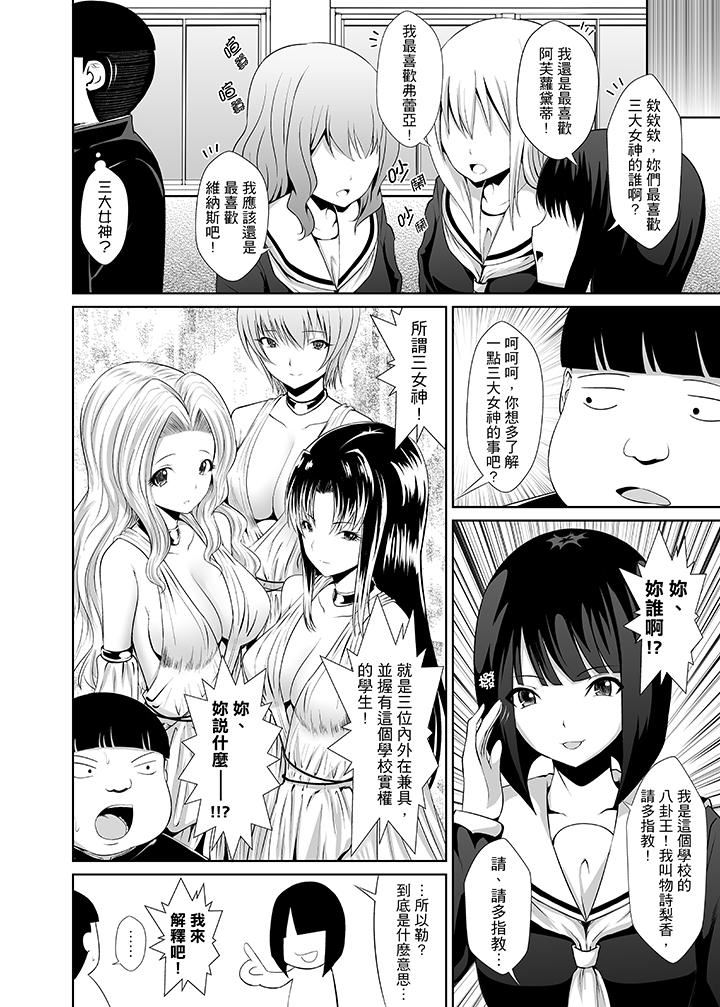 欸欸欸，妳們最喜歡
三大女神的誰啊？
我還是最喜歡
阿芙蘿黛蒂！
我最喜歡弗蕾亞！
喧
喧
吵
鬧
吵
鬧
我應該還是
最喜歡
維納斯吧！
三大女神？
呵呵呵，你想多了解
一點三大女神的事吧？
所謂三女神！
妳、
妳誰啊!?
就是三位內外在兼具，
並握有這個學校實權
的學生！
妳、
妳說什麼——!!?
我是這個學校的
八卦王！我叫物詩梨香，
請多指教！
請、請多指教…
…所以勒？
到底是什麼意思…
我來
解釋吧！
……